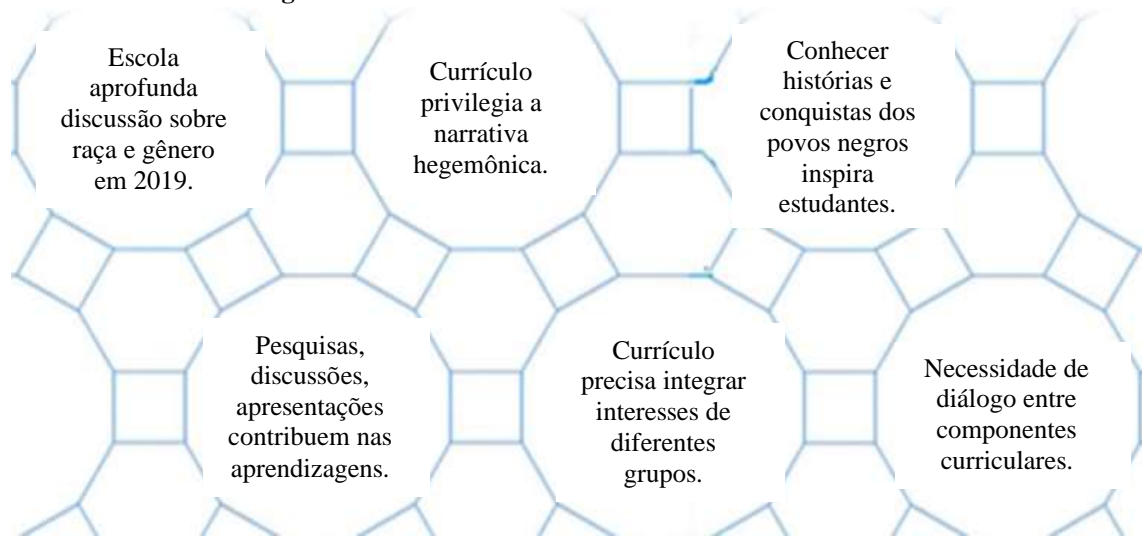 Escola
aprofunda
discussão sobre
raça e gênero
em 2019.
Currículo
privilegia a
narrativa
hegemônica.
Conhecer
histórias e
conquistas dos
povos negros
inspira
estudantes.
Pesquisas,
discussões,
apresentações
contribuem nas
aprendizagens.
Currículo
precisa integrar
interesses de
diferentes
grupos.
Necessidade de
diálogo entre
componentes
curriculares.